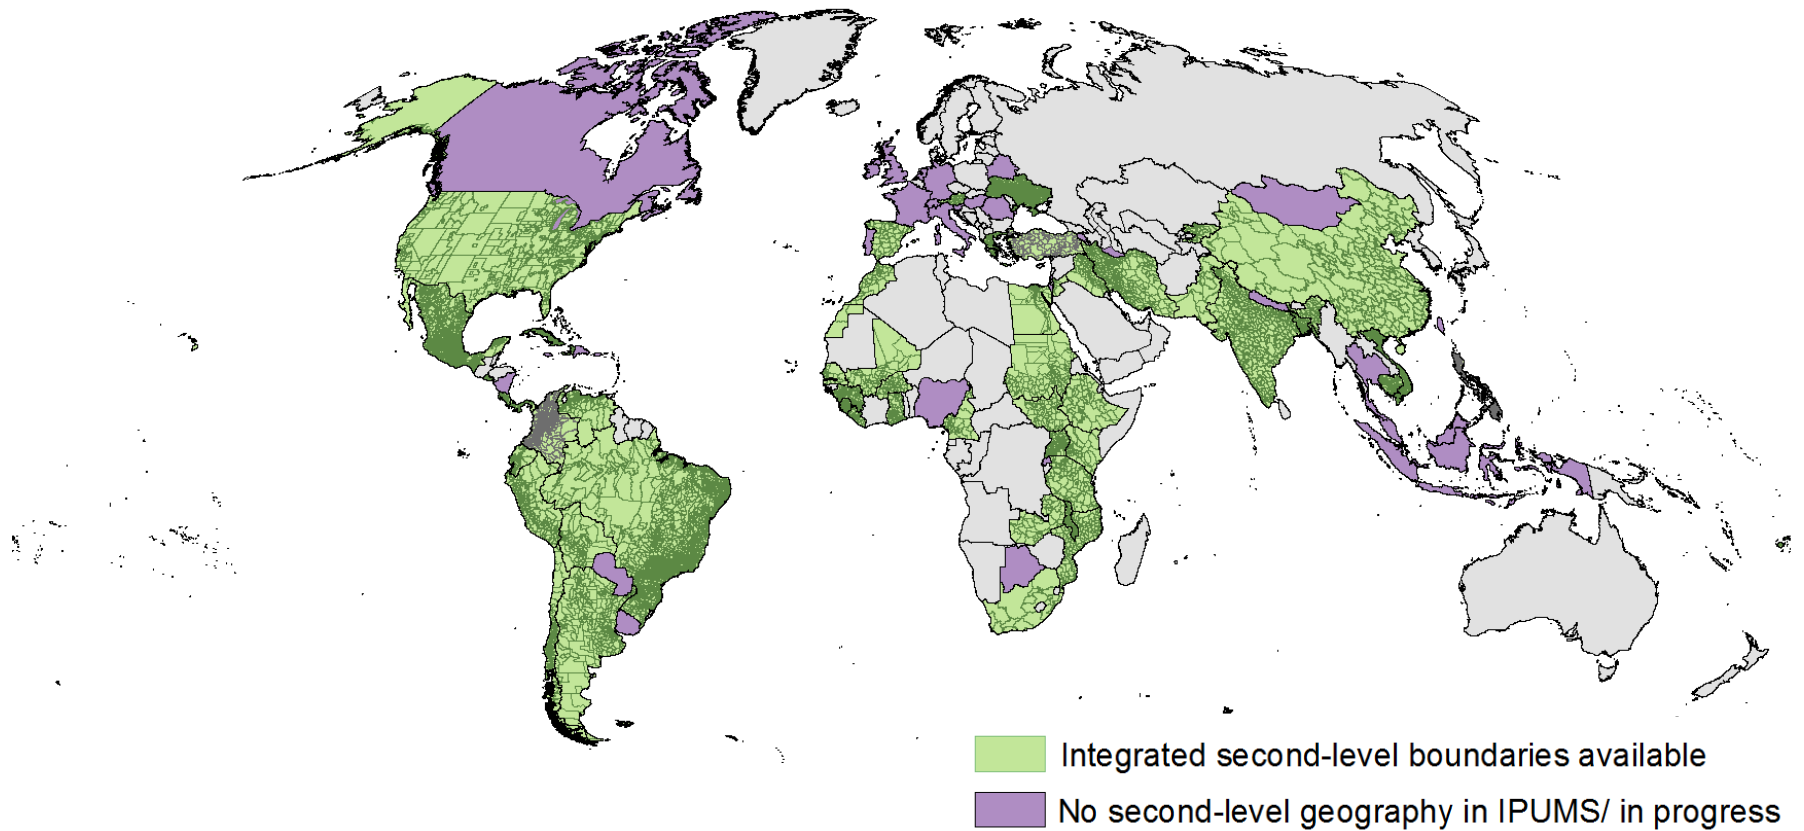 Integrated second-level boundaries available
No second-level geography in IPUMS/ in progress